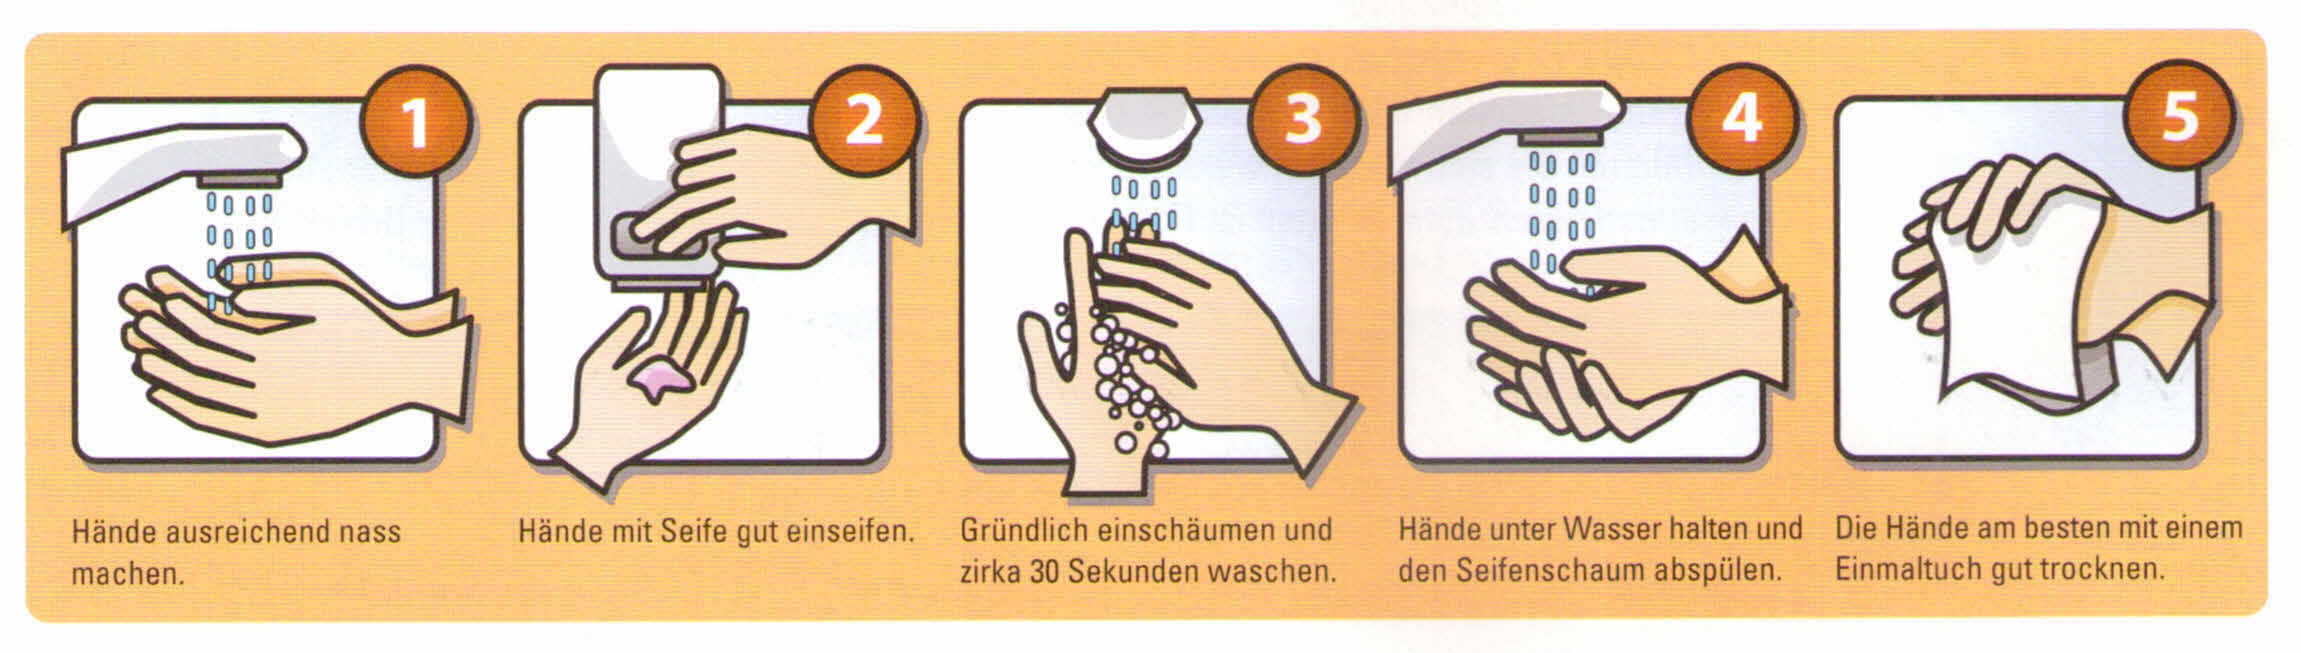 1
2
3
4
5
Hände ausreichend nass
machen.
Hände mit Seife gut einseifen.
Gründlich einschäumen und
zirka 30 Sekunden waschen.
Hände unter Wasser halten und
den Seifenschaum abspülen.
Die Hände am besten mit einem
Einmaltuch gut trocknen.